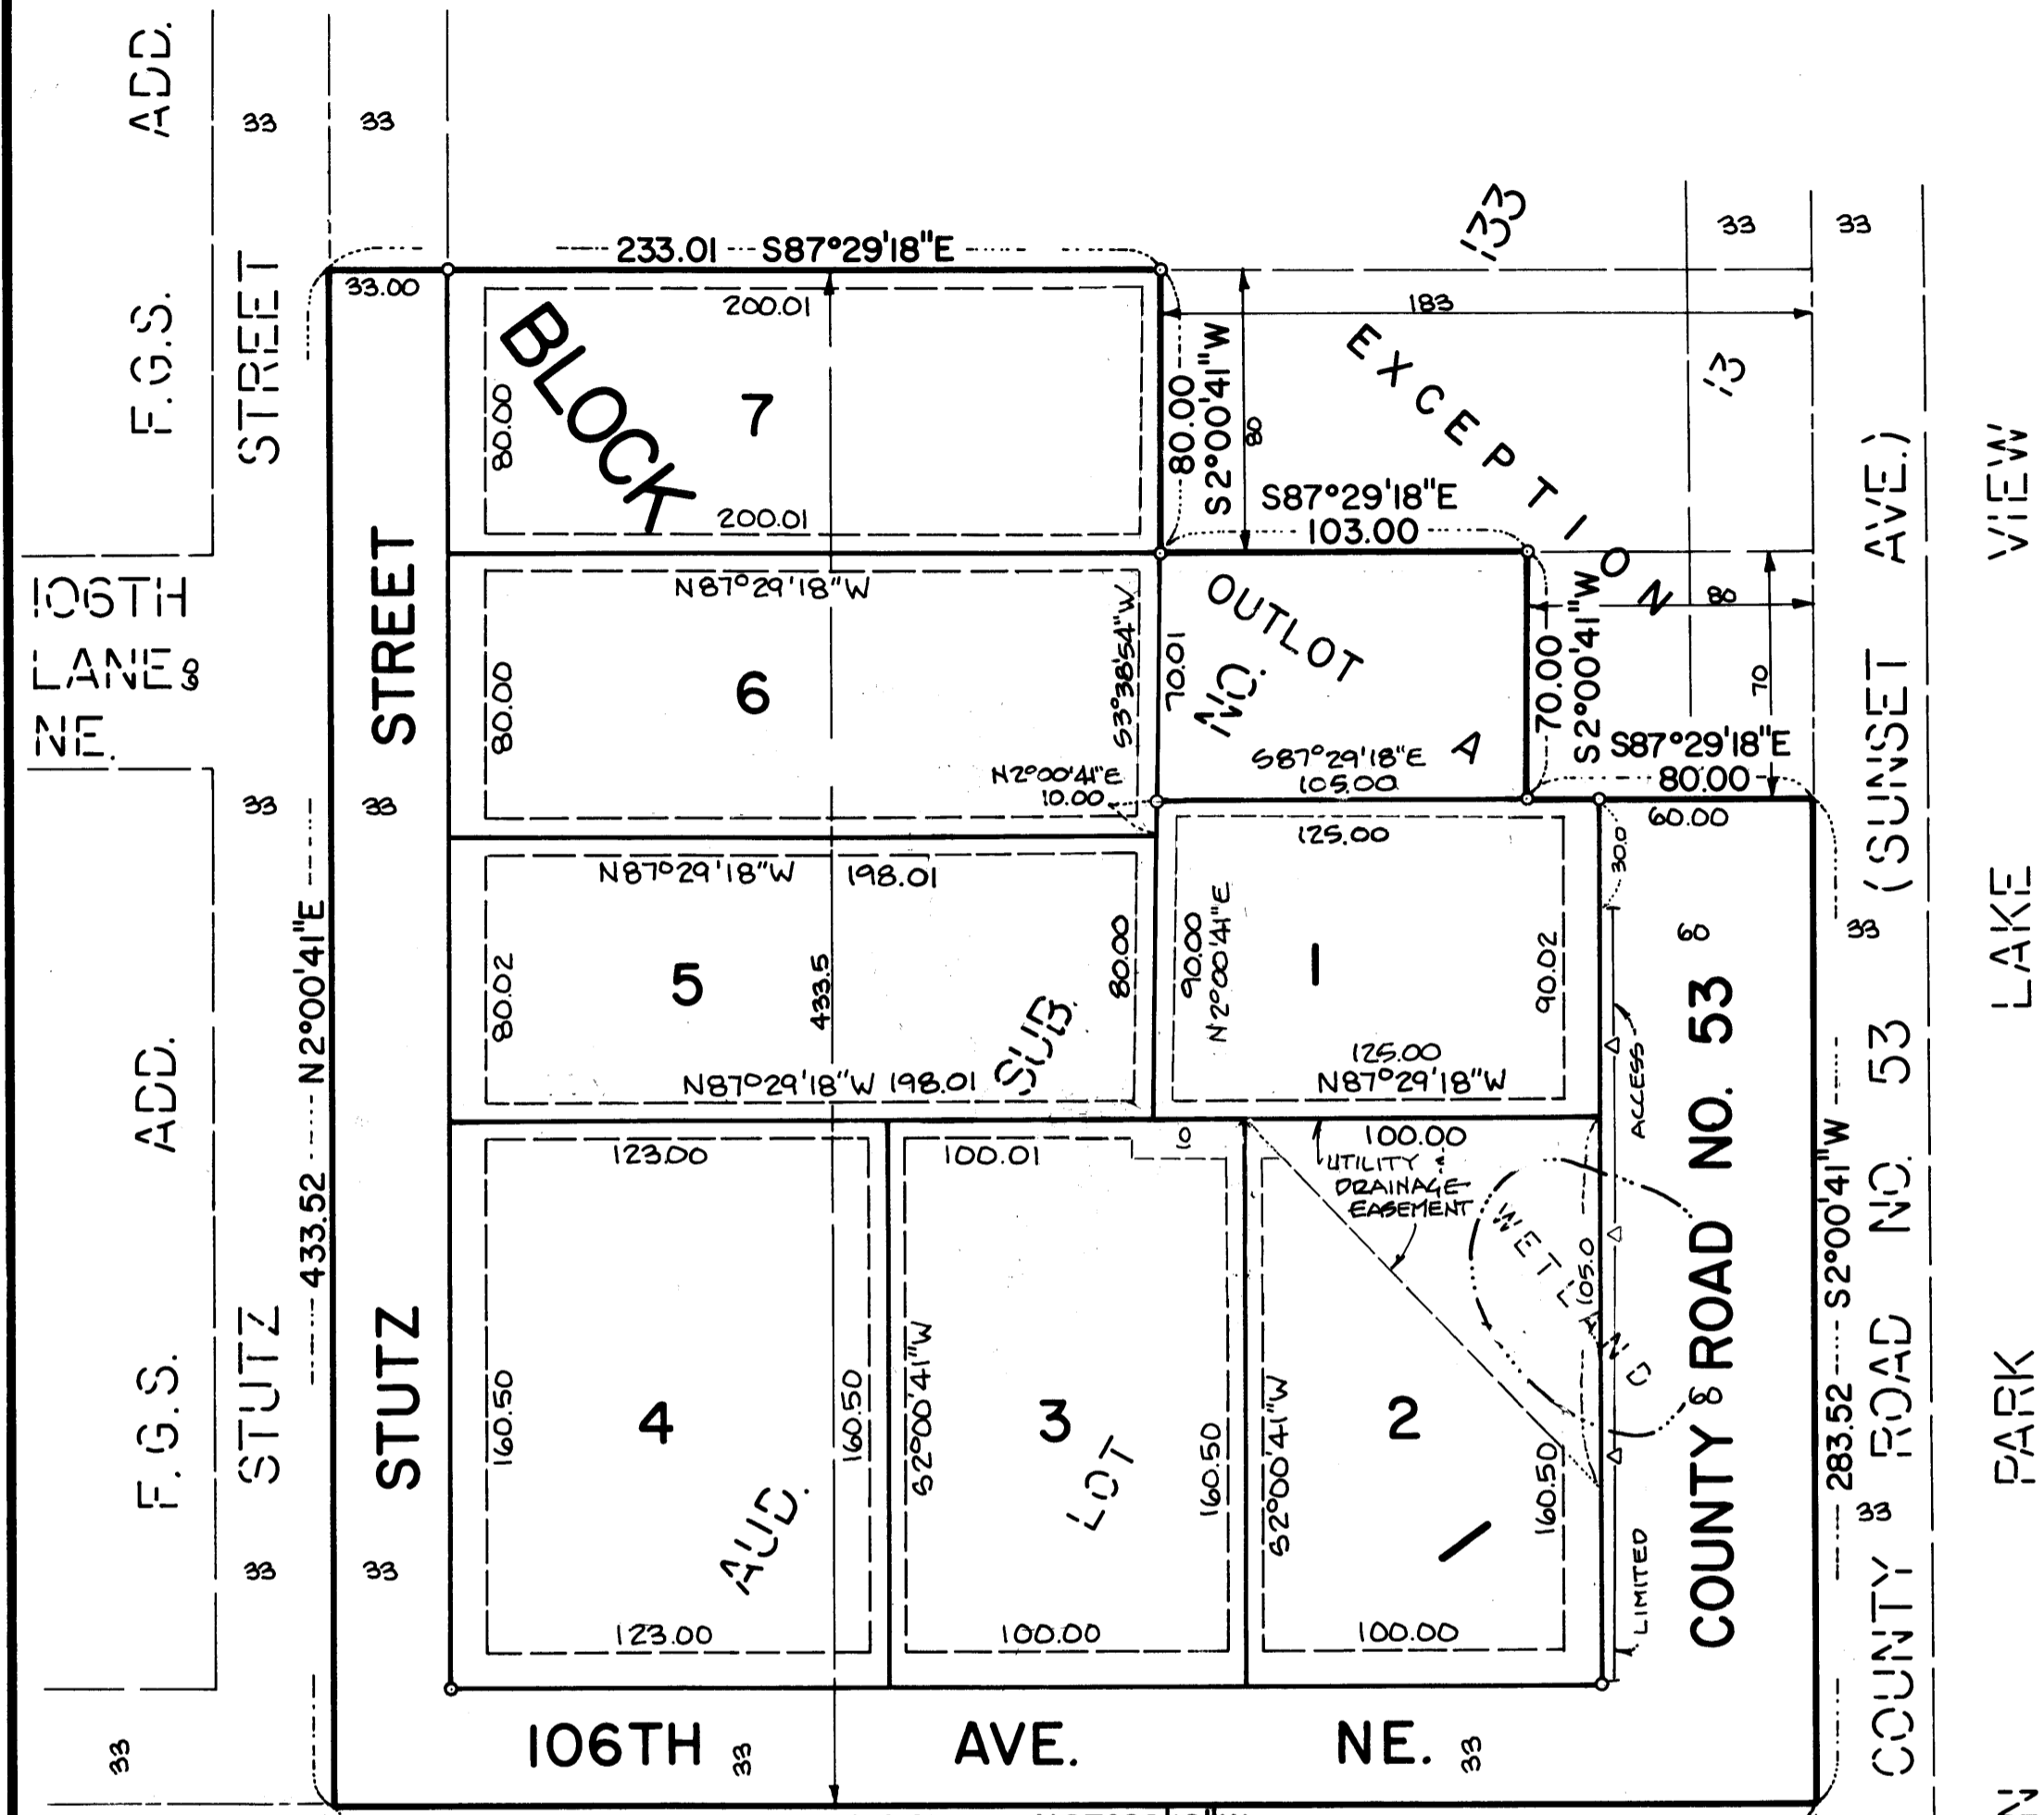 F.G.S. ADD.
33
33
33
33
133
233.01 S87°29'18"E
33.00
200.01
183
BLOCK
7
80.00
200.01
80.00
S2°00'41"W
80
EXCEPTION
13
S87°29'18"E
103.00
106TH
LANE
NE.
33
33
STUTZ STREET
STUTZ STREET
N87°29'18"W
6
80.00
S3°38'54"W
N2°00'41"E
10.00
70.01
OUTLOT
A
NO.
S87°29'18"E
105.00
70.00
S2°00'41"W
80
70
S87°29'18"E
80.00
60.00
125.00
30.0
N87°29'18"W 198.01
5
80.02
433.5
80.00
90.00
N2°00'41"E
1
90.02
60
33
N87°29'18"W 198.01
SUB.
125.00
N87°29'18"W
433.52 N2°00'41"E
F.G.S. ADD.
123.00
100.01
10
100.00
UTILITY &
DRAINAGE
EASEMENT
WETLAND
105.0
LIMITED ACCESS
COUNTY ROAD NO. 53
283.52 S2°00'41"W
COUNTY ROAD NO. 53 (SUNSET AVE.)
LAKE VIEW
PARK
160.50
4
160.50
S2°00'41"W
3
160.50
S2°00'41"W
2
160.50
1
AUD.
LOT
123.00
100.00
100.00
33
33
33
33
106TH AVE. NE.
33
33